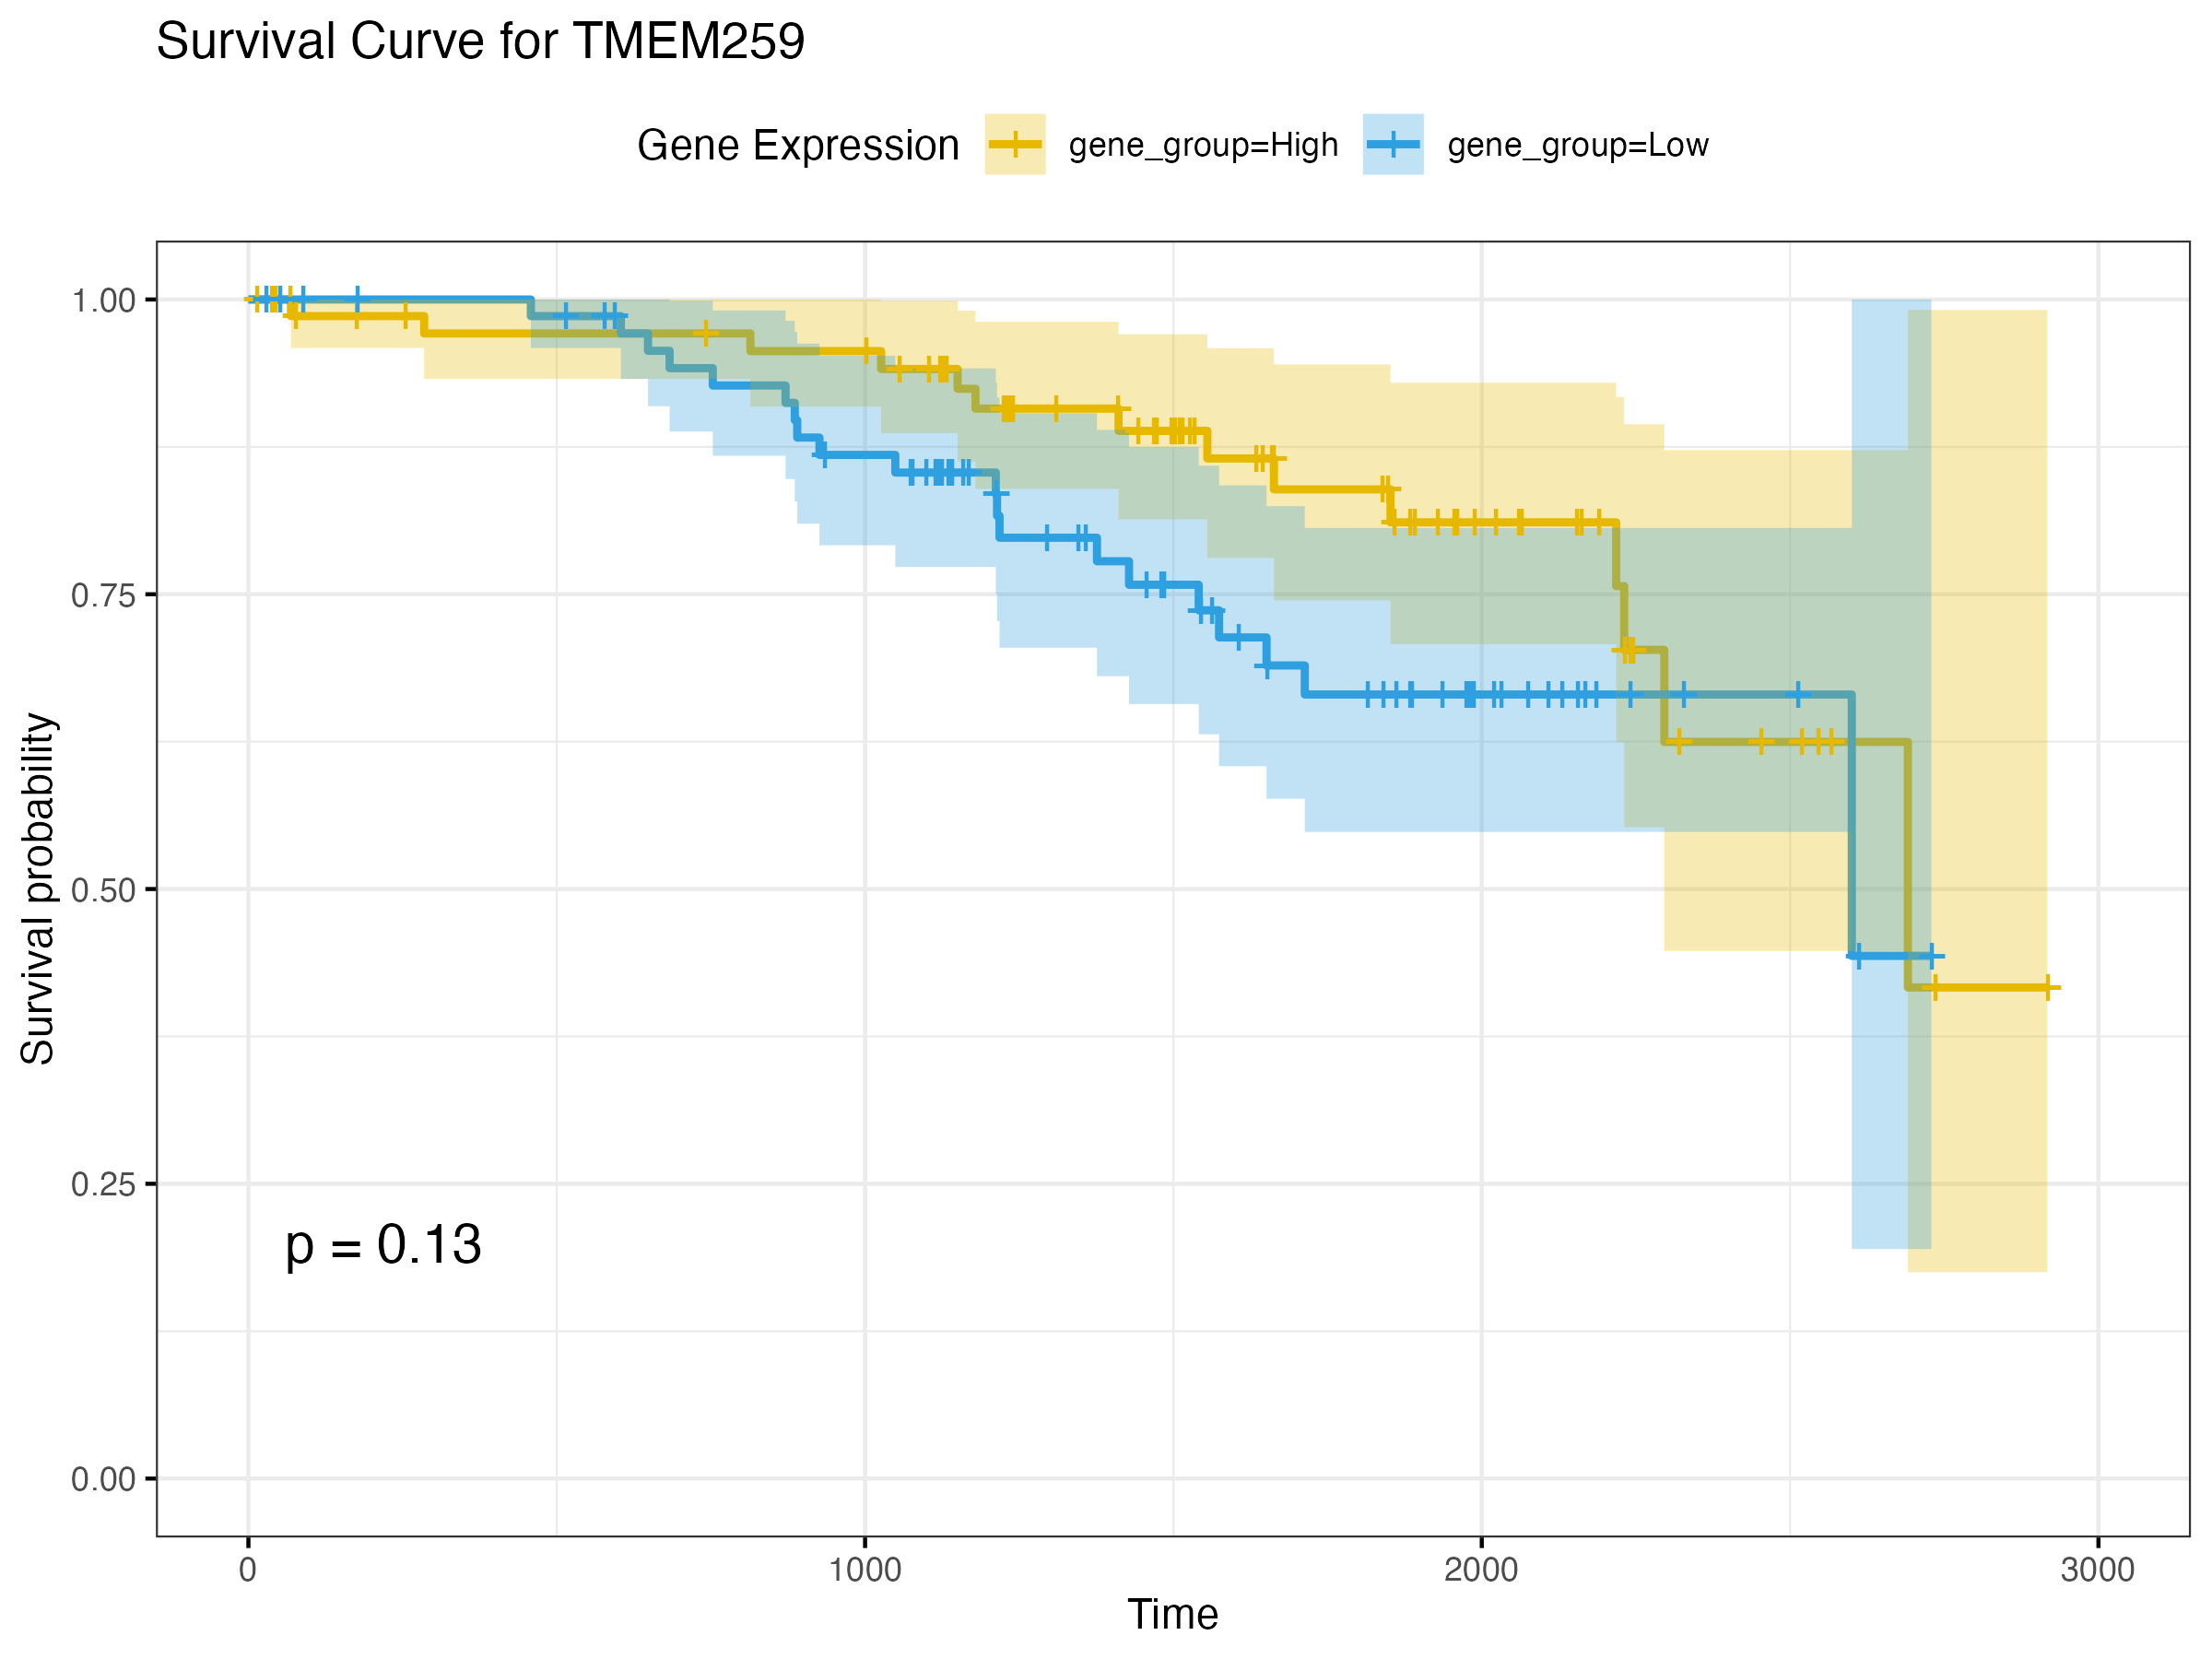 Survival Curve for TMEM259
Gene Expression gene_group=High gene_group=Low
Survival probability
1.00
0.75
0.50
0.25
0.00
p = 0.13
0 1000 2000 3000
Time